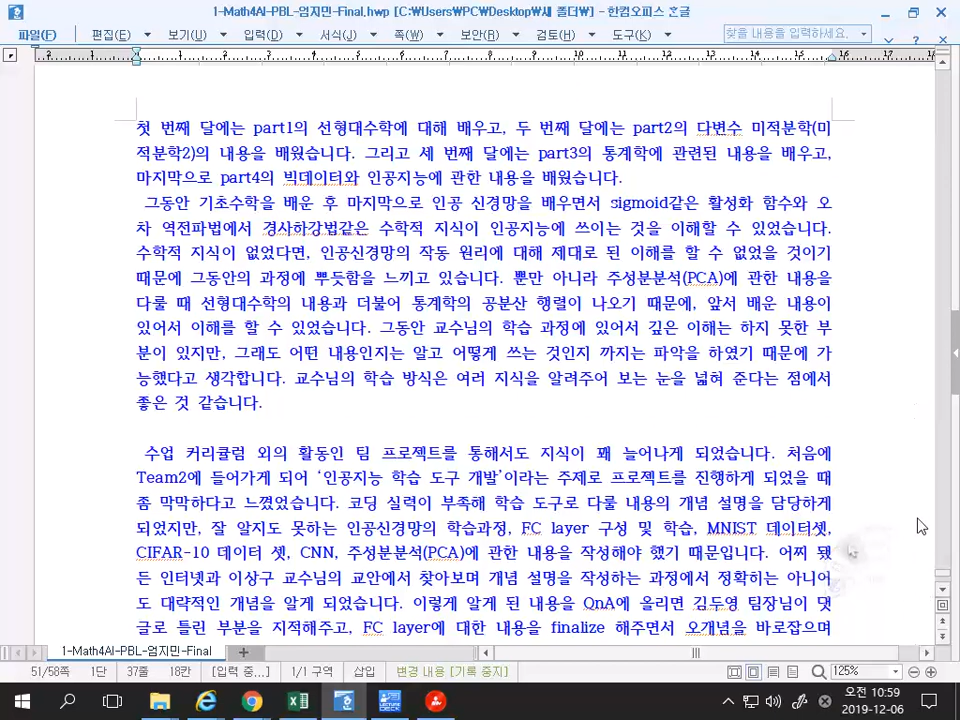 1-Math4AI-PBL-엄지민-Final.hwp [C:₩Users₩PC₩Desktop₩새 폴더₩] - 한컴오피스 한글
파일(F) 편집(E) 보기(U) 입력(D) 서식(J) 쪽(W) 보안(R) 검토(H) 도구(K) 찾을 내용을 입력하세요.
2 1 1 2 3 4 5 6 7 8 9 10 11 12 13 14 15 16 17 18
첫 번째 달에는 part1의 선형대수학에 대해 배우고, 두 번째 달에는 part2의 다변수 미적분학(미
적분학2)의 내용을 배웠습니다. 그리고 세 번째 달에는 part3의 통계학에 관련된 내용을 배우고,
마지막으로 part4의 빅데이터와 인공지능에 관한 내용을 배웠습니다.
그동안 기초수학을 배운 후 마지막으로 인공 신경망을 배우면서 sigmoid같은 활성화 함수와 오
차 역전파법에서 경사하강법같은 수학적 지식이 인공지능에 쓰이는 것을 이해할 수 있었습니다.
수학적 지식이 없었다면, 인공신경망의 작동 원리에 대해 제대로 된 이해를 할 수 없었을 것이기
때문에 그동안의 과정에 뿌듯함을 느끼고 있습니다. 뿐만 아니라 주성분분석(PCA)에 관한 내용을
다룰 때 선형대수학의 내용과 더불어 통계학의 공분산 행렬이 나오기 때문에, 앞서 배운 내용이
있어서 이해를 할 수 있었습니다. 그동안 교수님의 학습 과정에 있어서 깊은 이해는 하지 못한 부
분이 있지만, 그래도 어떤 내용인지는 알고 어떻게 쓰는 것인지 까지는 파악을 하였기 때문에 가
능했다고 생각합니다. 교수님의 학습 방식은 여러 지식을 알려주어 보는 눈을 넓혀 준다는 점에서
좋은 것 같습니다.
수업 커리큘럼 외의 활동인 팀 프로젝트를 통해서도 지식이 꽤 늘어나게 되었습니다. 처음에
Team2에 들어가게 되어 ‘인공지능 학습 도구 개발’이라는 주제로 프로젝트를 진행하게 되었을 때
좀 막막하다고 느꼈었습니다. 코딩 실력이 부족해 학습 도구로 다룰 내용의 개념 설명을 담당하게
되었지만, 잘 알지도 못하는 인공신경망의 학습과정, FC layer 구성 및 학습, MNIST 데이터셋,
CIFAR-10 데이터 셋, CNN, 주성분분석(PCA)에 관한 내용을 작성해야 했기 때문입니다. 어찌 됐
든 인터넷과 이상구 교수님의 교안에서 찾아보며 개념 설명을 작성하는 과정에서 정확히는 아니어
도 대략적인 개념을 알게 되었습니다. 이렇게 알게 된 내용을 QnA에 올리면 김두영 팀장님이 댓
글로 틀린 부분을 지적해주고, FC layer에 대한 내용을 finalize 해주면서 오개념을 바로잡으며
1-Math4AI-PBL-엄지민-Final
51/58쪽 1단 37줄 18칸 [입력 중...] 1/1 구역 삽입 변경 내용 [기록 중지] 125%
LECTURE DECK
오전 10:59
2019-12-06